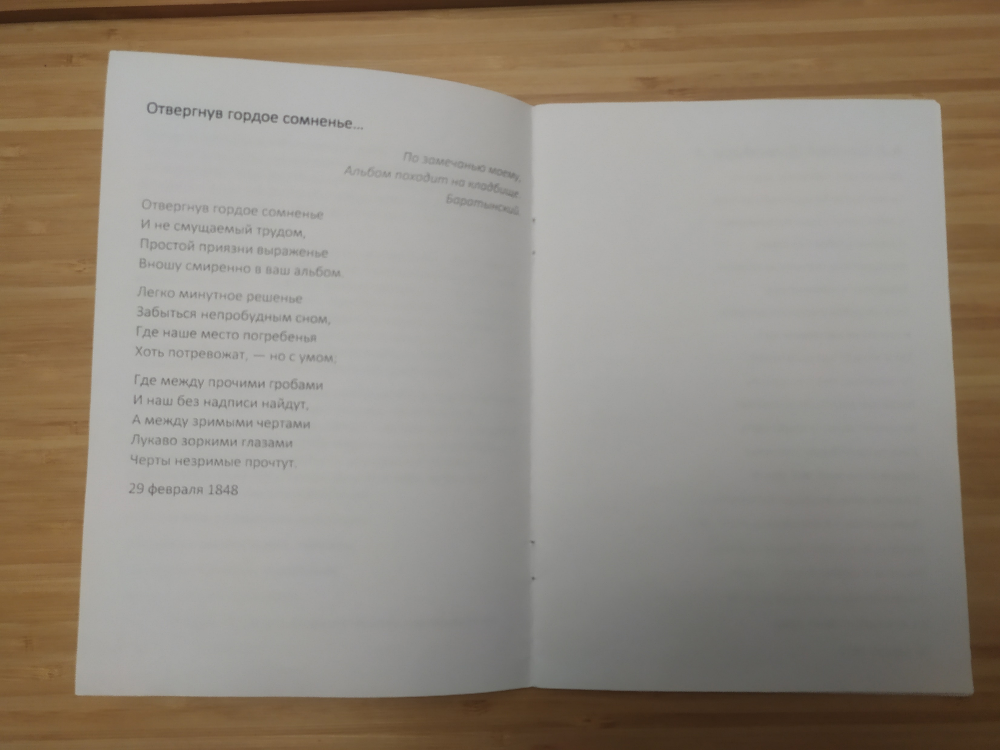 Отвергнув гордое сомненье...
По замечанью моему,
Альбом походит на кладбище.
Баратынский.
Отвергнув гордое сомненье
И не смущаемый трудом,
Простой приязни выраженье
Вношу смиренно в ваш альбом.
Легко минутное решенье
Забыться непробудным сном,
Где наше место погребенья
Хоть потревожат, — но с умом;
Где между прочими гробами
И наш без надписи найдут,
А между зримыми чертами
Лукаво зоркими глазами
Черты незримые прочтут.
29 февраля 1848